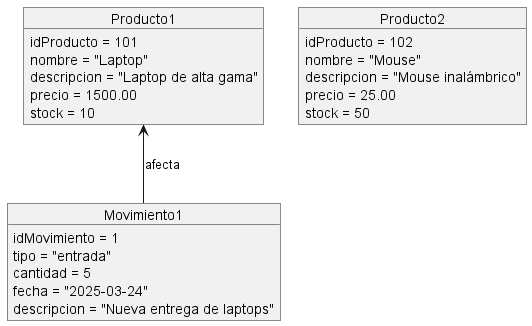 Producto1
idProducto = 101
nombre = "Laptop"
descripcion = "Laptop de alta gama"
precio = 1500.00
stock = 10
Producto2
idProducto = 102
nombre = "Mouse"
descripcion = "Mouse inalámbrico"
precio = 25.00
stock = 50
afecta
Movimiento1
idMovimiento = 1
tipo = "entrada"
cantidad = 5
fecha = "2025-03-24"
descripcion = "Nueva entrega de laptops"